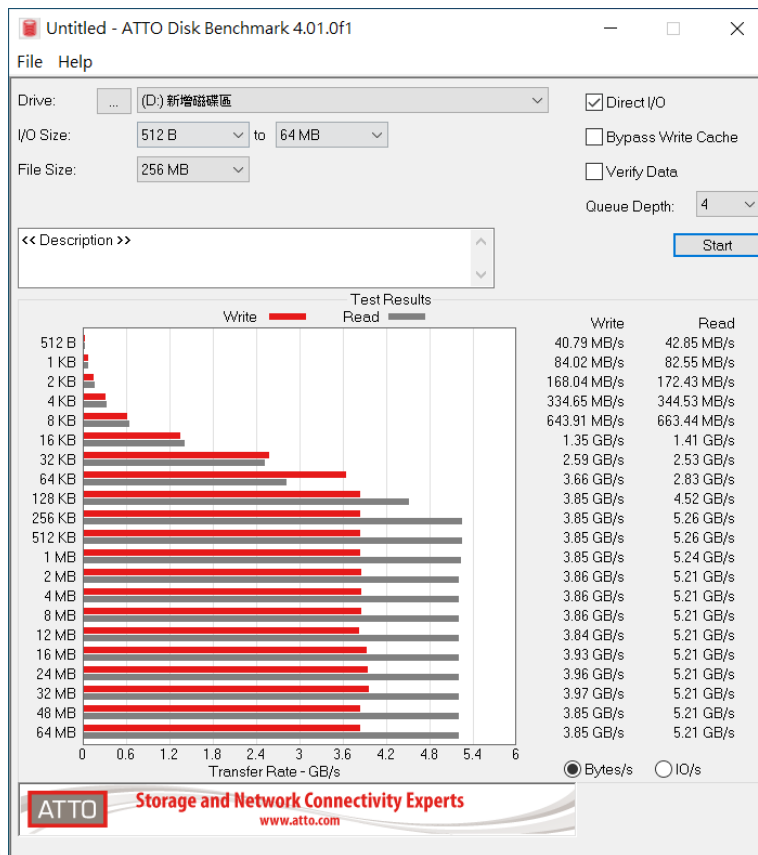 Untitled - ATTO Disk Benchmark 4.01.0f1
File Help
Drive: ... (D:) 新增磁碟區
Direct I/O
I/O Size: 512 B to 64 MB
Bypass Write Cache
File Size: 256 MB
Verify Data
Queue Depth: 4
<< Description >>
Start
Test Results
Write Read
Write Read
512 B 40.79 MB/s 42.85 MB/s
1 KB 84.02 MB/s 82.55 MB/s
2 KB 168.04 MB/s 172.43 MB/s
4 KB 334.65 MB/s 344.53 MB/s
8 KB 643.91 MB/s 663.44 MB/s
16 KB 1.35 GB/s 1.41 GB/s
32 KB 2.59 GB/s 2.53 GB/s
64 KB 3.66 GB/s 2.83 GB/s
128 KB 3.85 GB/s 4.52 GB/s
256 KB 3.85 GB/s 5.26 GB/s
512 KB 3.85 GB/s 5.26 GB/s
1 MB 3.85 GB/s 5.24 GB/s
2 MB 3.86 GB/s 5.21 GB/s
4 MB 3.86 GB/s 5.21 GB/s
8 MB 3.86 GB/s 5.21 GB/s
12 MB 3.84 GB/s 5.21 GB/s
16 MB 3.93 GB/s 5.21 GB/s
24 MB 3.96 GB/s 5.21 GB/s
32 MB 3.97 GB/s 5.21 GB/s
48 MB 3.85 GB/s 5.21 GB/s
64 MB 3.85 GB/s 5.21 GB/s
0 0.6 1.2 1.8 2.4 3 3.6 4.2 4.8 5.4 6
Transfer Rate - GB/s
Bytes/s IO/s
ATTO
Storage and Network Connectivity Experts
www.atto.com